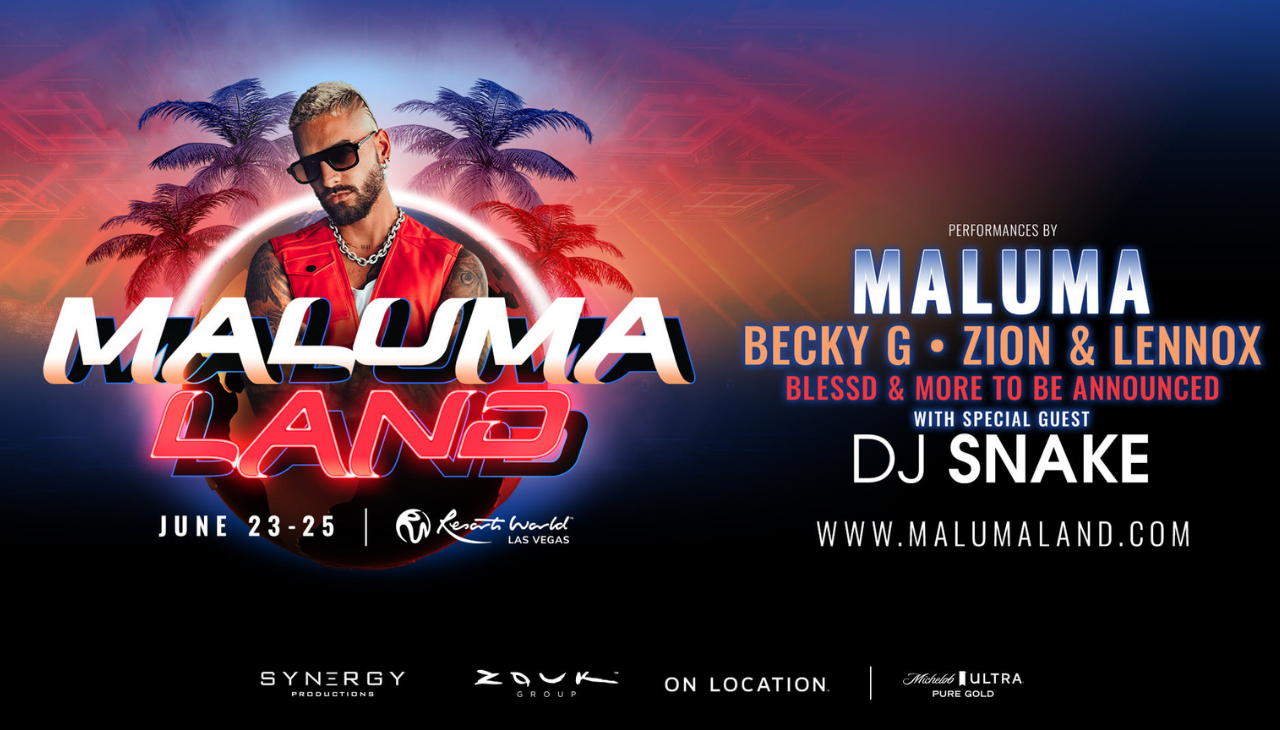 MALUMA
LAND
JUNE 23-25 | Resorts World
LAS VEGAS
PERFORMANCES BY
MALUMA
BECKY G • ZION & LENNOX
BLESSD & MORE TO BE ANNOUNCED
WITH SPECIAL GUEST
DJ SNAKE
WWW.MALUMALAND.COM
SYNERGY
PRODUCTIONS
ZOUK
GROUP
ON LOCATION
Michelob ULTRA
PURE GOLD